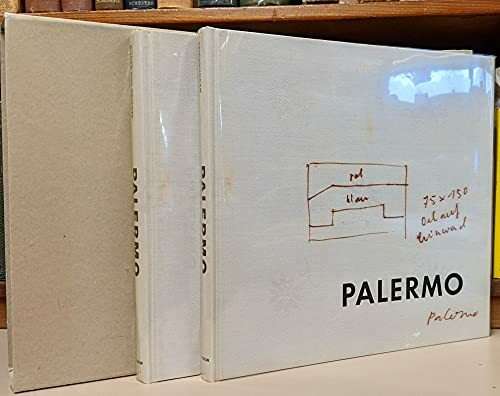 PALERMO
PALERMO
rot
blau
75 x 150
Oel auf
Leinwand
PALERMO
Palermo